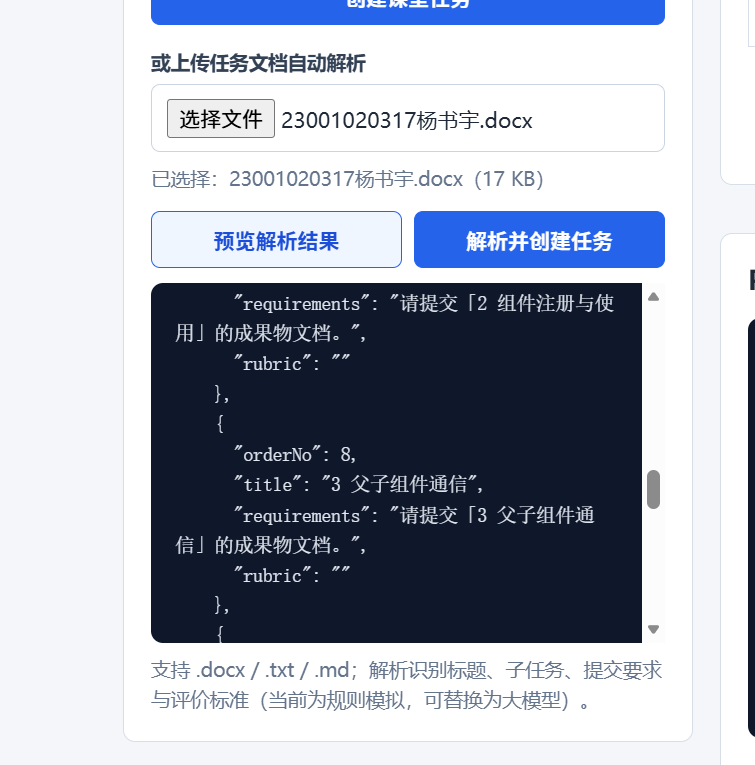 创建课堂任务
或上传任务文档自动解析
选择文件 23001020317杨书宇.docx
已选择：23001020317杨书宇.docx（17 KB）
预览解析结果
解析并创建任务
"requirements": "请提交「2 组件注册与使
用」的成果物文档。",
"rubric": ""
},
{
"orderNo": 8,
"title": "3 父子组件通信",
"requirements": "请提交「3 父子组件通
信」的成果物文档。",
"rubric": ""
},
{
支持 .docx / .txt / .md；解析识别标题、子任务、提交要求
与评价标准（当前为规则模拟，可替换为大模型）。